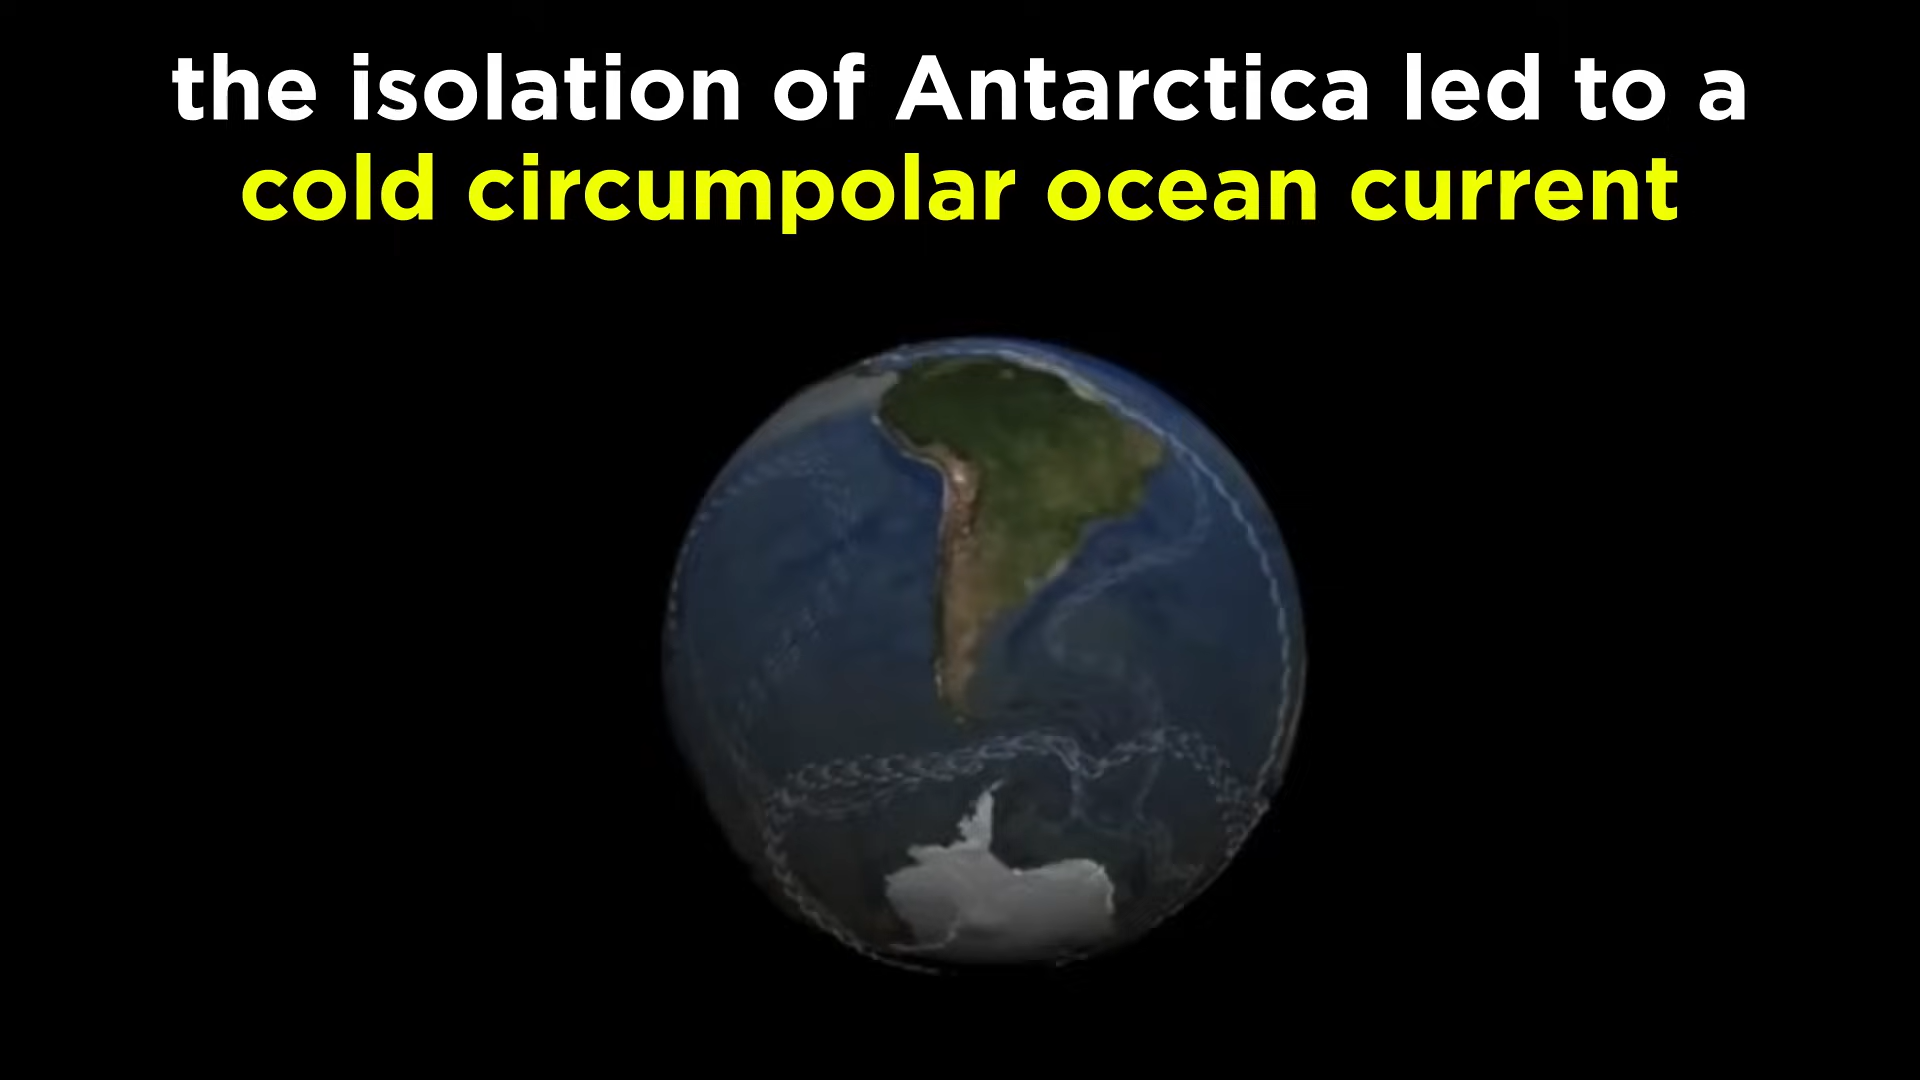 the isolation of Antarctica led to a
cold circumpolar ocean current